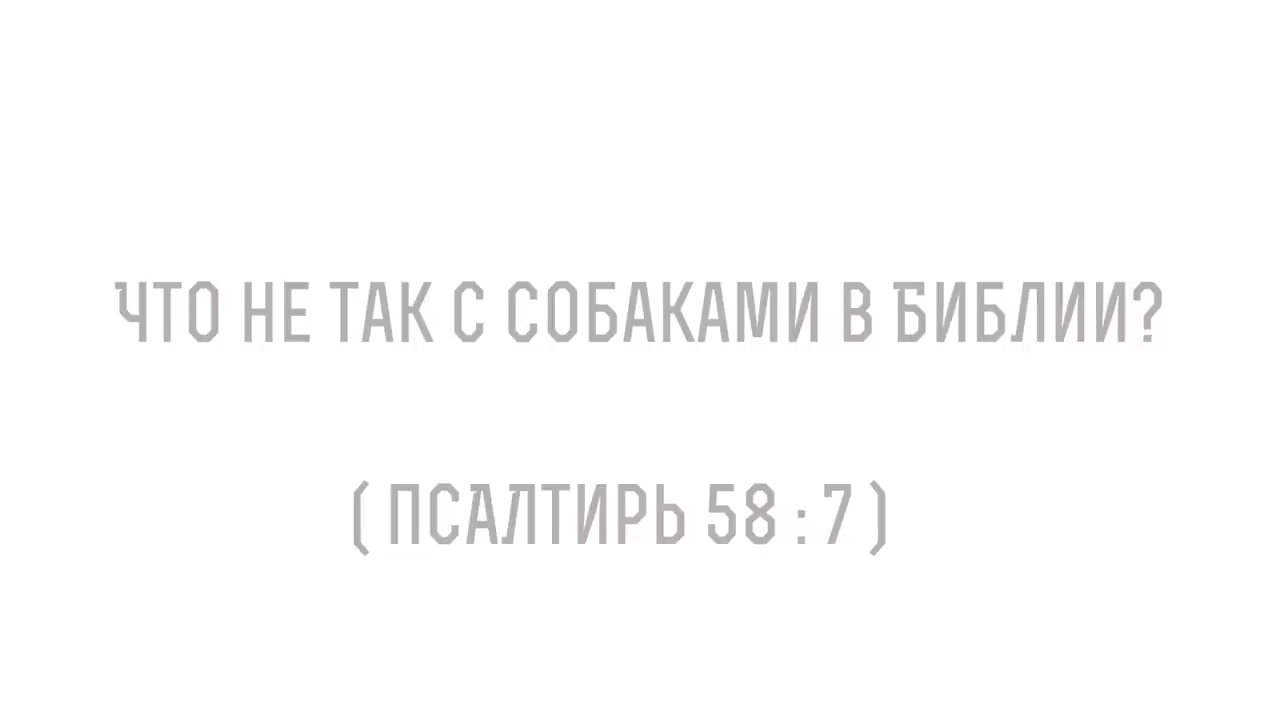 ЧТО НЕ ТАК С СОБАКАМИ В БИБЛИИ?
( ПСАЛТИРЬ 58 : 7 )